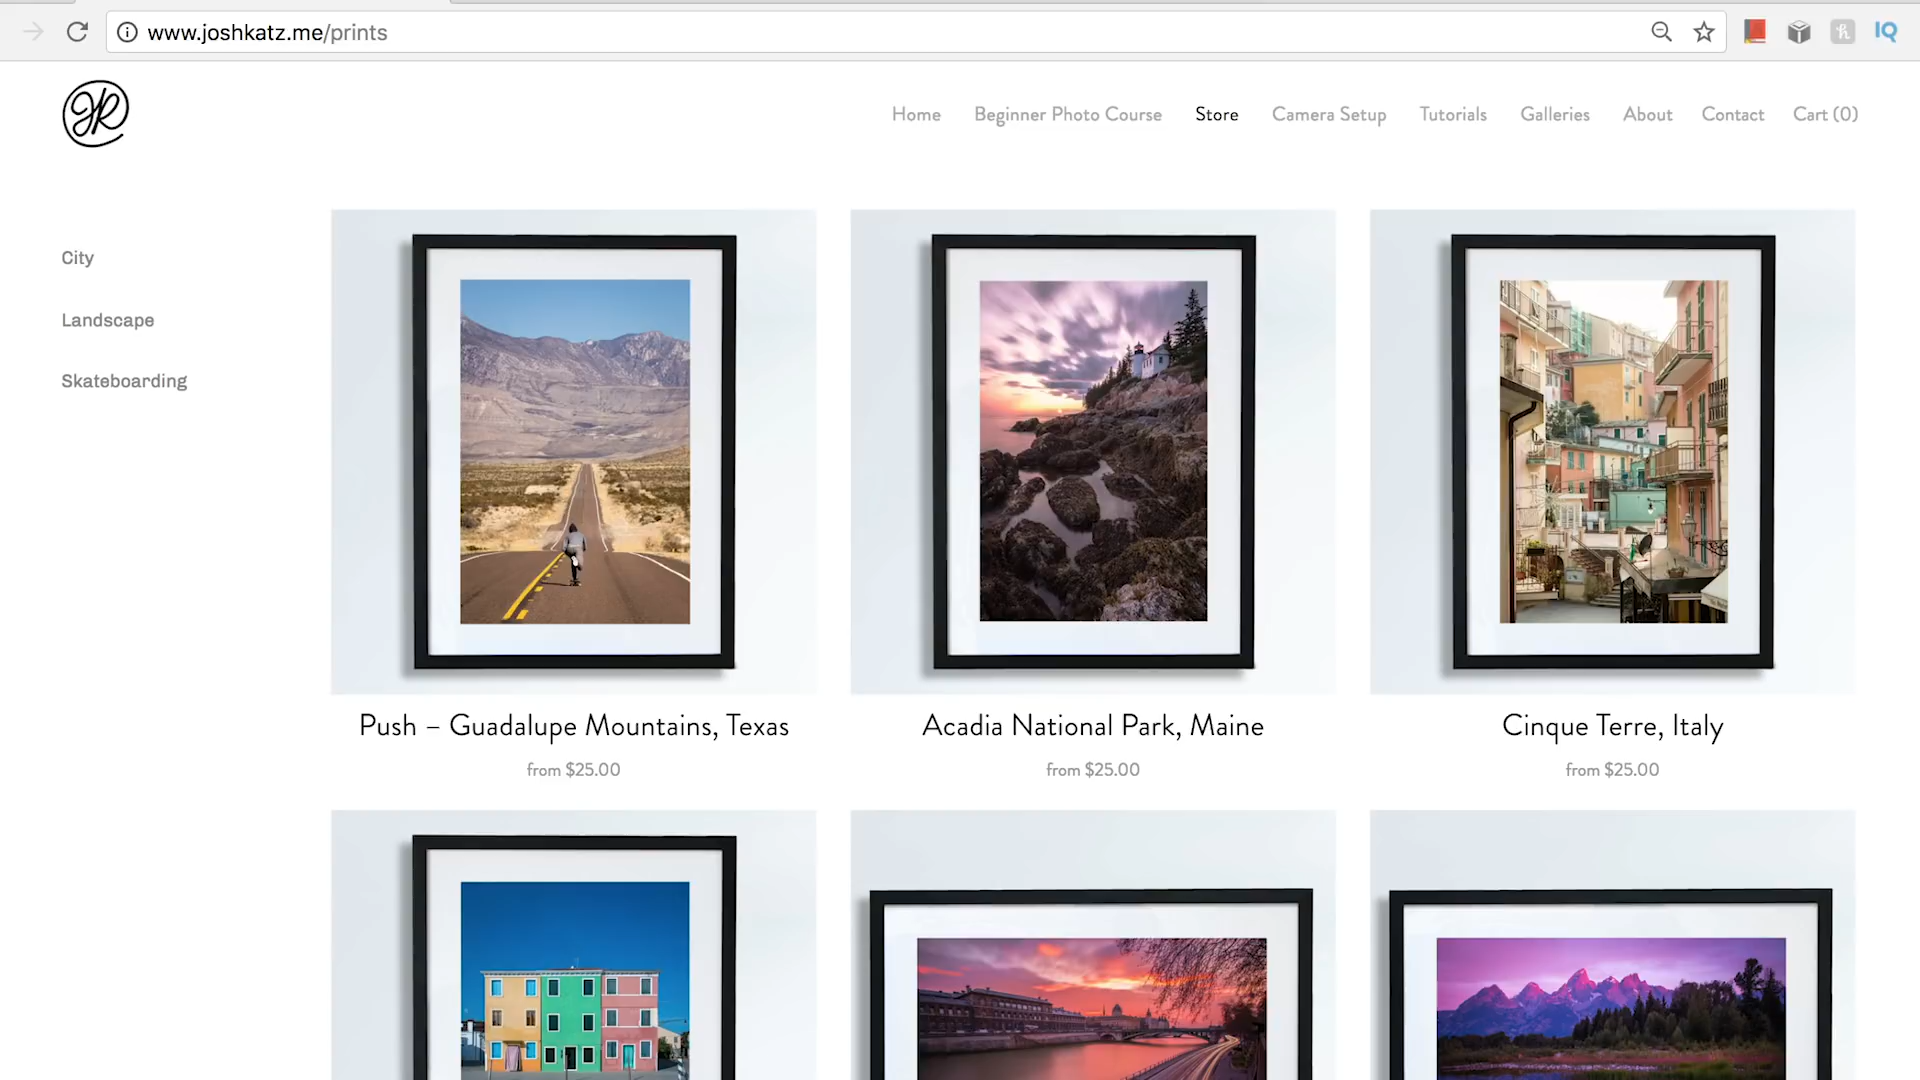 www.joshkatz.me/prints
IQ
Home Beginner Photo Course Store Camera Setup Tutorials Galleries About Contact Cart (0)
City
Landscape
Skateboarding
Push – Guadalupe Mountains, Texas
from $25.00
Acadia National Park, Maine
from $25.00
Cinque Terre, Italy
from $25.00